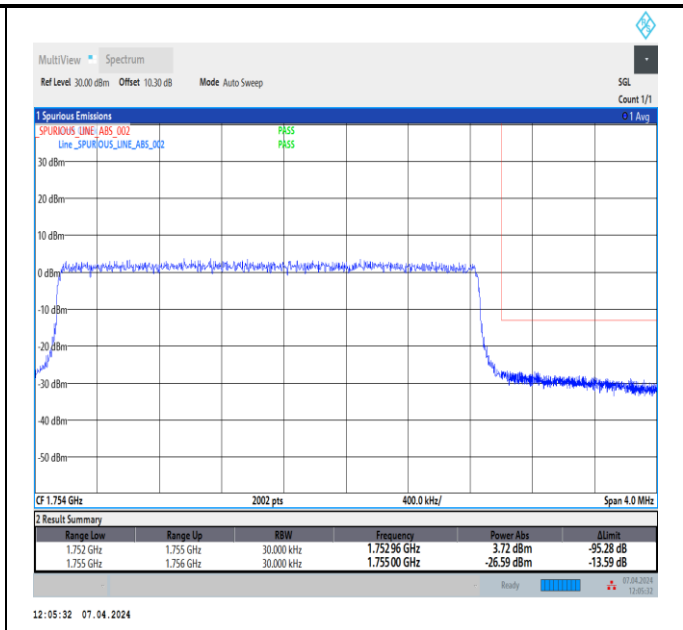 MultiView Spectrum
Ref Level 30.00 dBm Offset 10.30 dB Mode Auto Sweep SGL
Count 1/1
1 Spurious Emissions 1 Avg
_SPURIOUS_LINE_ABS_002 PASS
Line _SPURIOUS_LINE_ABS_002 PASS
30 dBm
20 dBm
10 dBm
0 dBm
-10 dBm
-20 dBm
-30 dBm
-40 dBm
-50 dBm
CF 1.754 GHz 2002 pts 400.0 kHz/ Span 4.0 MHz
2 Result Summary
Range Low Range Up RBW Frequency Power Abs ΔLimit
1.752 GHz 1.755 GHz 30.000 kHz 1.75296 GHz 3.72 dBm -95.28 dB
1.755 GHz 1.756 GHz 30.000 kHz 1.75500 GHz -26.59 dBm -13.59 dB
Ready 07.04.2024
12:05:32
12:05:32 07.04.2024